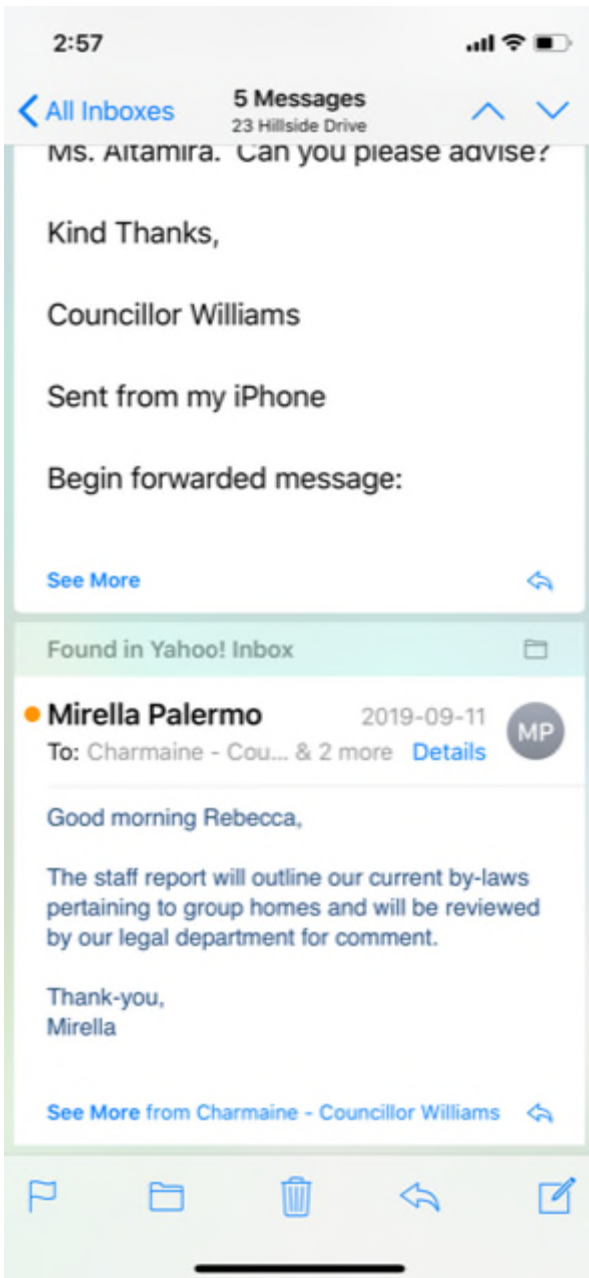 2:57
All Inboxes
5 Messages
23 Hillside Drive
Ms. Altamira. Can you please advise?
Kind Thanks,
Councillor Williams
Sent from my iPhone
Begin forwarded message:
See More
Found in Yahoo! Inbox
Mirella Palermo 2019-09-11
MP
To: Charmaine - Cou... & 2 more Details
Good morning Rebecca,
The staff report will outline our current by-laws
pertaining to group homes and will be reviewed
by our legal department for comment.
Thank-you,
Mirella
See More from Charmaine - Councillor Williams